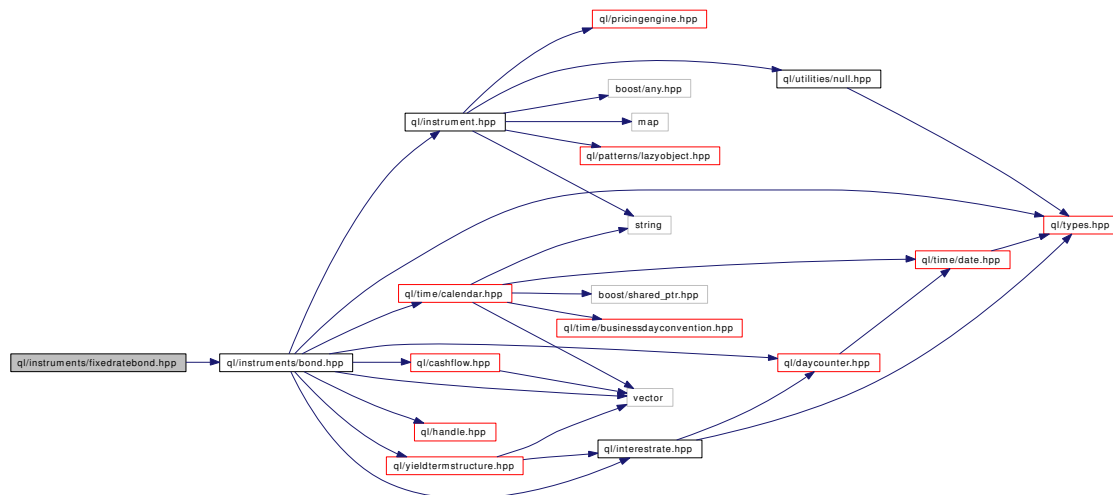 ql/pricingengine.hpp
ql/utilities/null.hpp
boost/any.hpp
ql/instrument.hpp
map
ql/patterns/lazyobject.hpp
string
ql/types.hpp
ql/time/date.hpp
ql/time/calendar.hpp
boost/shared_ptr.hpp
ql/time/businessdayconvention.hpp
ql/instruments/fixedratebond.hpp
ql/instruments/bond.hpp
ql/cashflow.hpp
ql/daycounter.hpp
vector
ql/handle.hpp
ql/interestrate.hpp
ql/yieldtermstructure.hpp